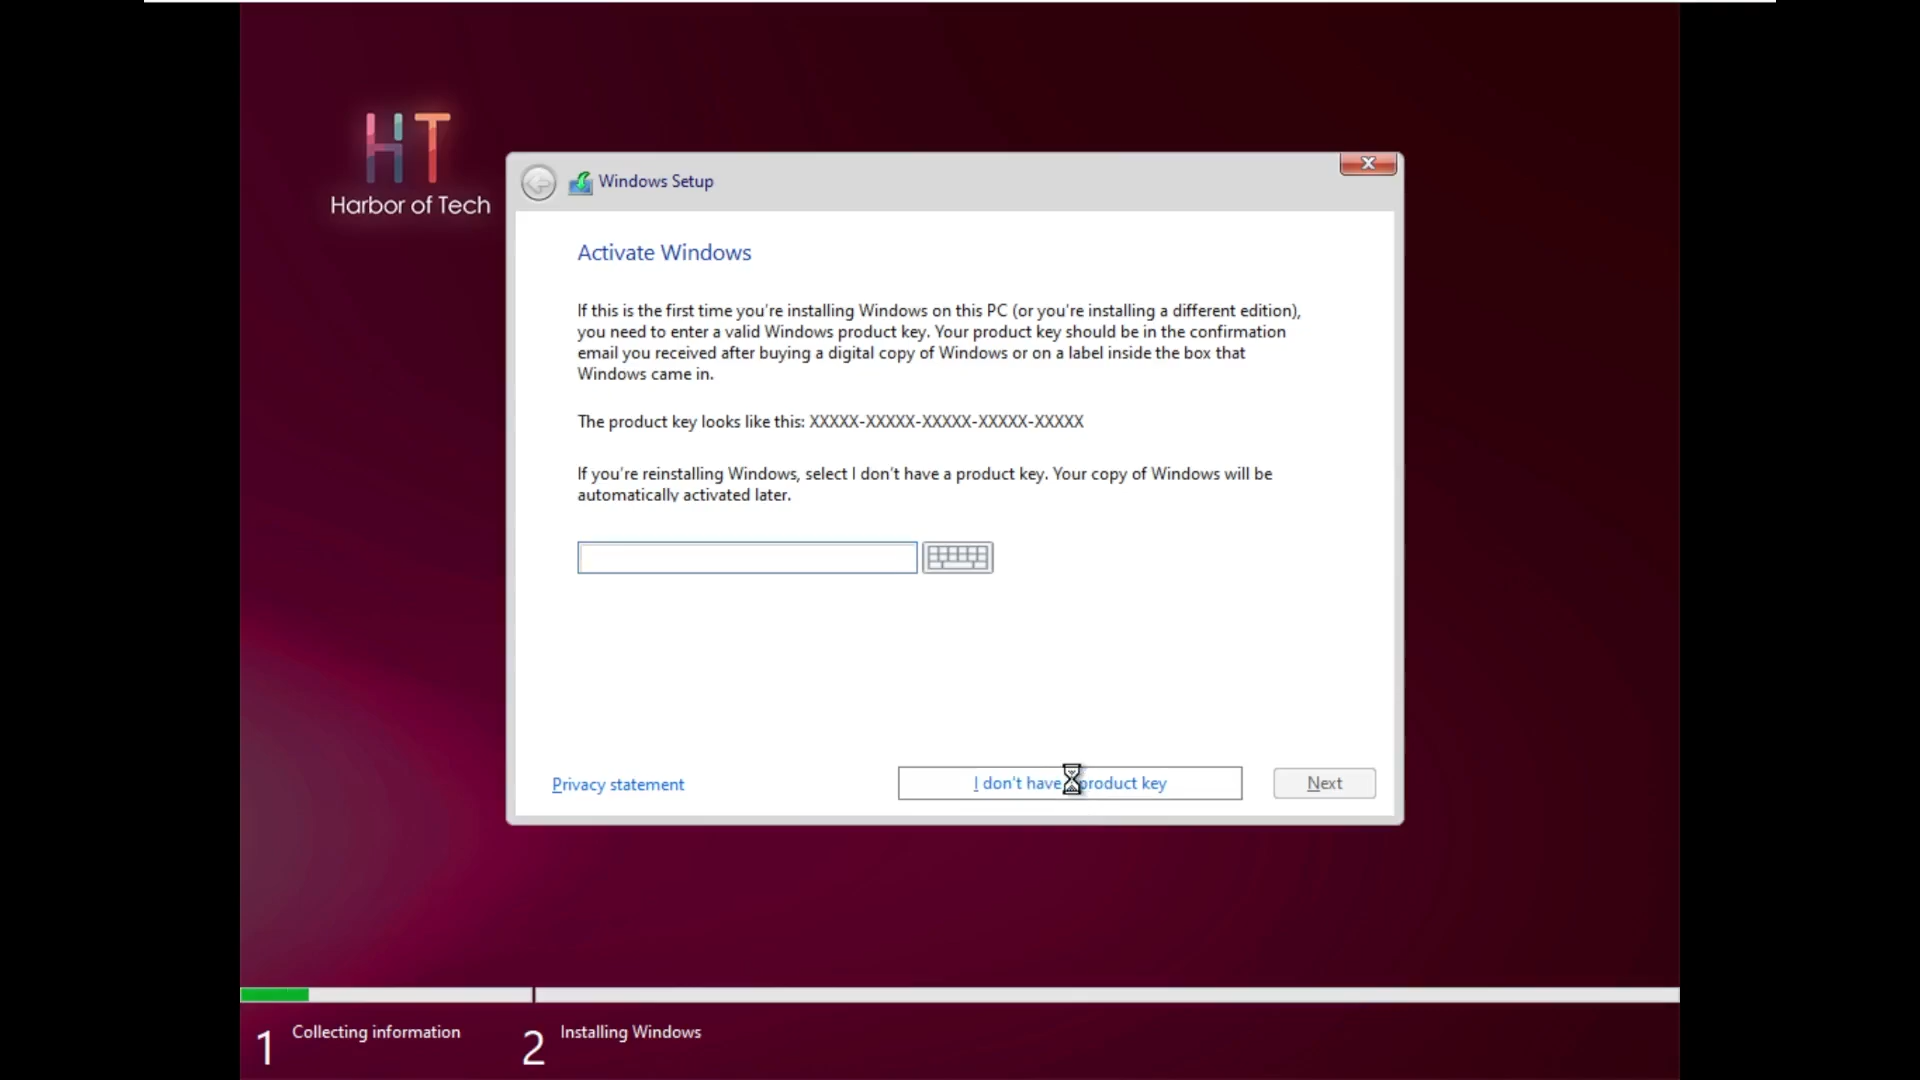 HT
Harbor of Tech
Windows Setup
Activate Windows
If this is the first time you're installing Windows on this PC (or you're installing a different edition),
you need to enter a valid Windows product key. Your product key should be in the confirmation
email you received after buying a digital copy of Windows or on a label inside the box that
Windows came in.
The product key looks like this: XXXXX-XXXXX-XXXXX-XXXXX-XXXXX
If you're reinstalling Windows, select I don't have a product key. Your copy of Windows will be
automatically activated later.
Privacy statement
I don't have product key
Next
1 Collecting information
2 Installing Windows